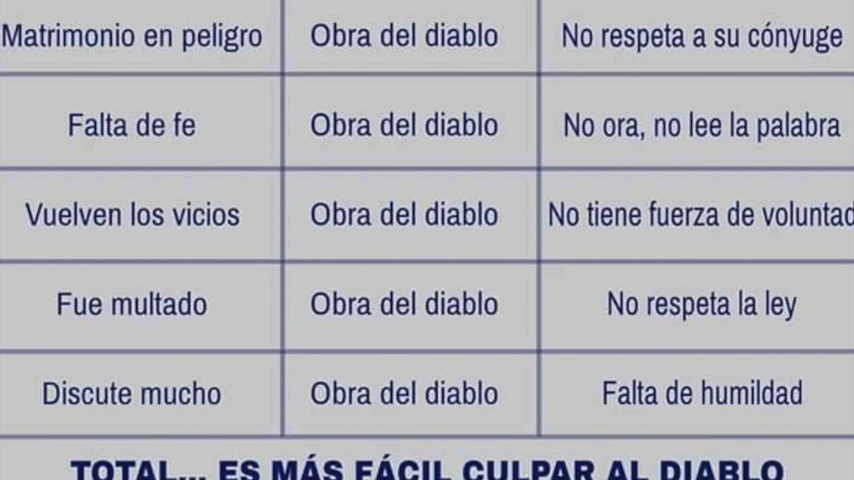 Matrimonio en peligro Obra del diablo No respeta a su cónyuge
Falta de fe Obra del diablo No ora, no lee la palabra
Vuelven los vicios Obra del diablo No tiene fuerza de voluntad
Fue multado Obra del diablo No respeta la ley
Discute mucho Obra del diablo Falta de humildad
TOTAL... ES MÁS FÁCIL CULPAR AL DIABLO